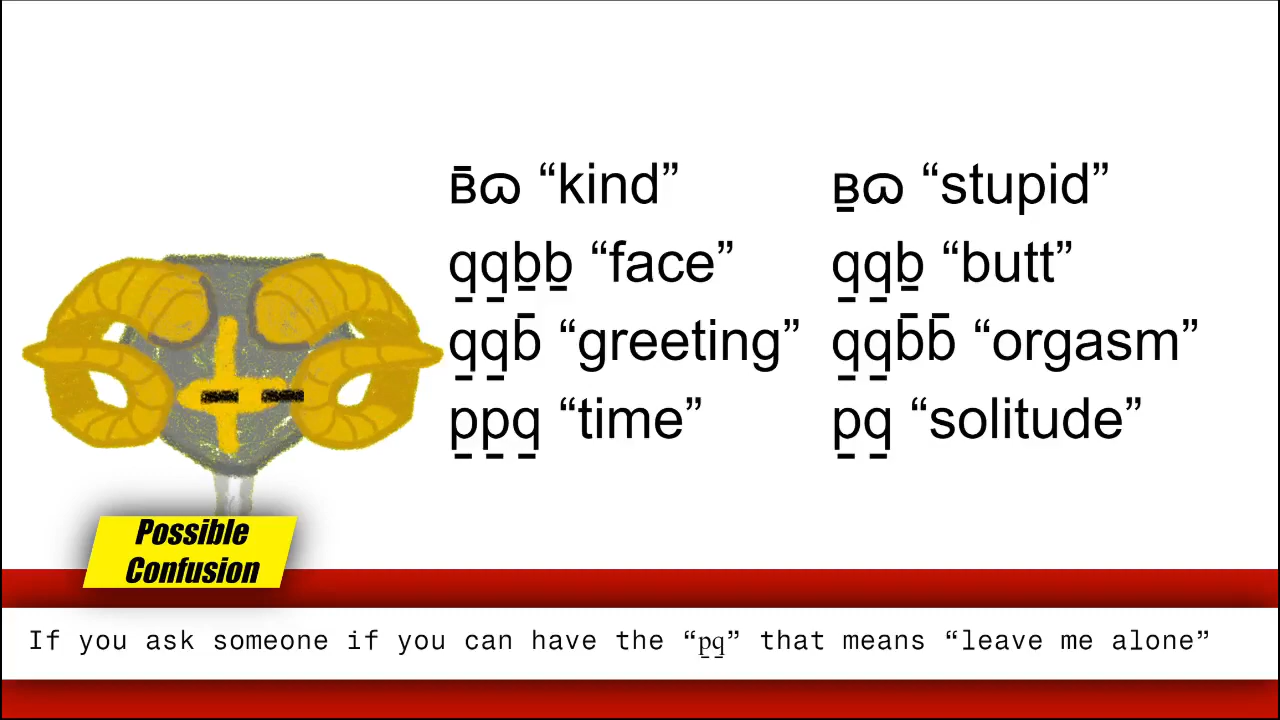 ʙ̄ɷ “kind” ʙ̱ɷ “stupid”
q̱q̱ḇḇ “face” q̱q̱ḇ “butt”
q̱q̱b̄ “greeting” q̱q̱b̄b̄ “orgasm”
p̱p̱q̱ “time” p̱q̱ “solitude”
Possible
Confusion
If you ask someone if you can have the “p̱q̱” that means “leave me alone”